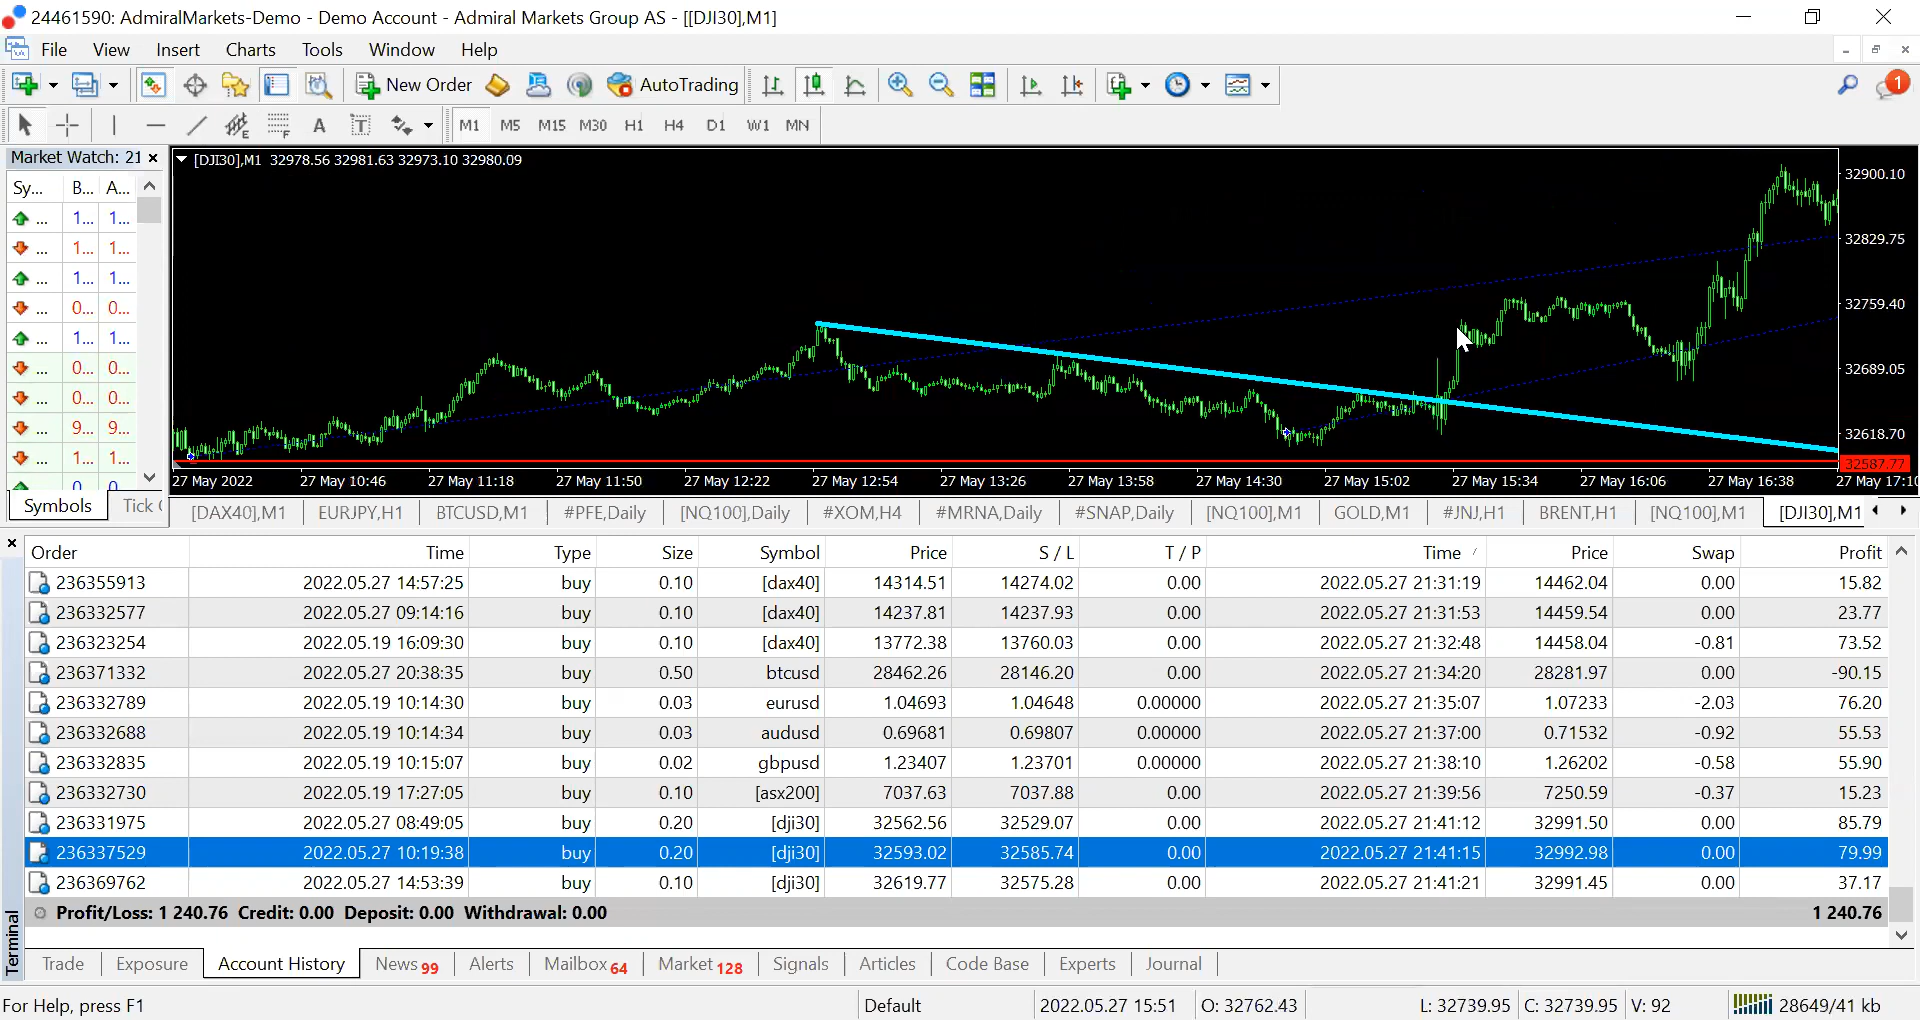 24461590: AdmiralMarkets-Demo - Demo Account - Admiral Markets Group AS - [[DJI30],M1]
File View Insert Charts Tools Window Help
New Order AutoTrading 1
A T M1 M5 M15 M30 H1 H4 D1 W1 MN
Market Watch: 21
Sy... B... A...
... 1... 1...
... 1... 1...
... 1... 1...
... 0... 0...
... 1... 1...
... 0... 0...
... 0... 0...
... 9... 9...
... 1... 1...
Symbols Tick
[DJI30],M1 32978.56 32981.63 32973.10 32980.09
32900.10
32829.75
32759.40
32689.05
32618.70
32587.77
27 May 2022 27 May 10:46 27 May 11:18 27 May 11:50 27 May 12:22 27 May 12:54 27 May 13:26 27 May 13:58 27 May 14:30 27 May 15:02 27 May 15:34 27 May 16:06 27 May 16:38 27 May 17:10
[DAX40],M1 EURJPY,H1 BTCUSD,M1 #PFE,Daily [NQ100],Daily #XOM,H4 #MRNA,Daily #SNAP,Daily [NQ100],M1 GOLD,M1 #JNJ,H1 BRENT,H1 [NQ100],M1 [DJI30],M1
Order Time Type Size Symbol Price S / L T / P Time / Price Swap Profit
236355913 2022.05.27 14:57:25 buy 0.10 [dax40] 14314.51 14274.02 0.00 2022.05.27 21:31:19 14462.04 0.00 15.82
236332577 2022.05.27 09:14:16 buy 0.10 [dax40] 14237.81 14237.93 0.00 2022.05.27 21:31:53 14459.54 0.00 23.77
236323254 2022.05.19 16:09:30 buy 0.10 [dax40] 13772.38 13760.03 0.00 2022.05.27 21:32:48 14458.04 -0.81 73.52
236371332 2022.05.27 20:38:35 buy 0.50 btcusd 28462.26 28146.20 0.00 2022.05.27 21:34:20 28281.97 0.00 -90.15
236332789 2022.05.19 10:14:30 buy 0.03 eurusd 1.04693 1.04648 0.00000 2022.05.27 21:35:07 1.07233 -2.03 76.20
236332688 2022.05.19 10:14:34 buy 0.03 audusd 0.69681 0.69807 0.00000 2022.05.27 21:37:00 0.71532 -0.92 55.53
236332835 2022.05.19 10:15:07 buy 0.02 gbpusd 1.23407 1.23701 0.00000 2022.05.27 21:38:10 1.26202 -0.58 55.90
236332730 2022.05.19 17:27:05 buy 0.10 [asx200] 7037.63 7037.88 0.00 2022.05.27 21:39:56 7250.59 -0.37 15.23
236331975 2022.05.27 08:49:05 buy 0.20 [dji30] 32562.56 32529.07 0.00 2022.05.27 21:41:12 32991.50 0.00 85.79
236337529 2022.05.27 10:19:38 buy 0.20 [dji30] 32593.02 32585.74 0.00 2022.05.27 21:41:15 32992.98 0.00 79.99
236369762 2022.05.27 14:53:39 buy 0.10 [dji30] 32619.77 32575.28 0.00 2022.05.27 21:41:21 32991.45 0.00 37.17
Profit/Loss: 1 240.76 Credit: 0.00 Deposit: 0.00 Withdrawal: 0.00 1 240.76
Terminal
Trade Exposure Account History News 99 Alerts Mailbox 64 Market 128 Signals Articles Code Base Experts Journal
For Help, press F1 Default 2022.05.27 15:51 O: 32762.43 L: 32739.95 C: 32739.95 V: 92 28649/41 kb